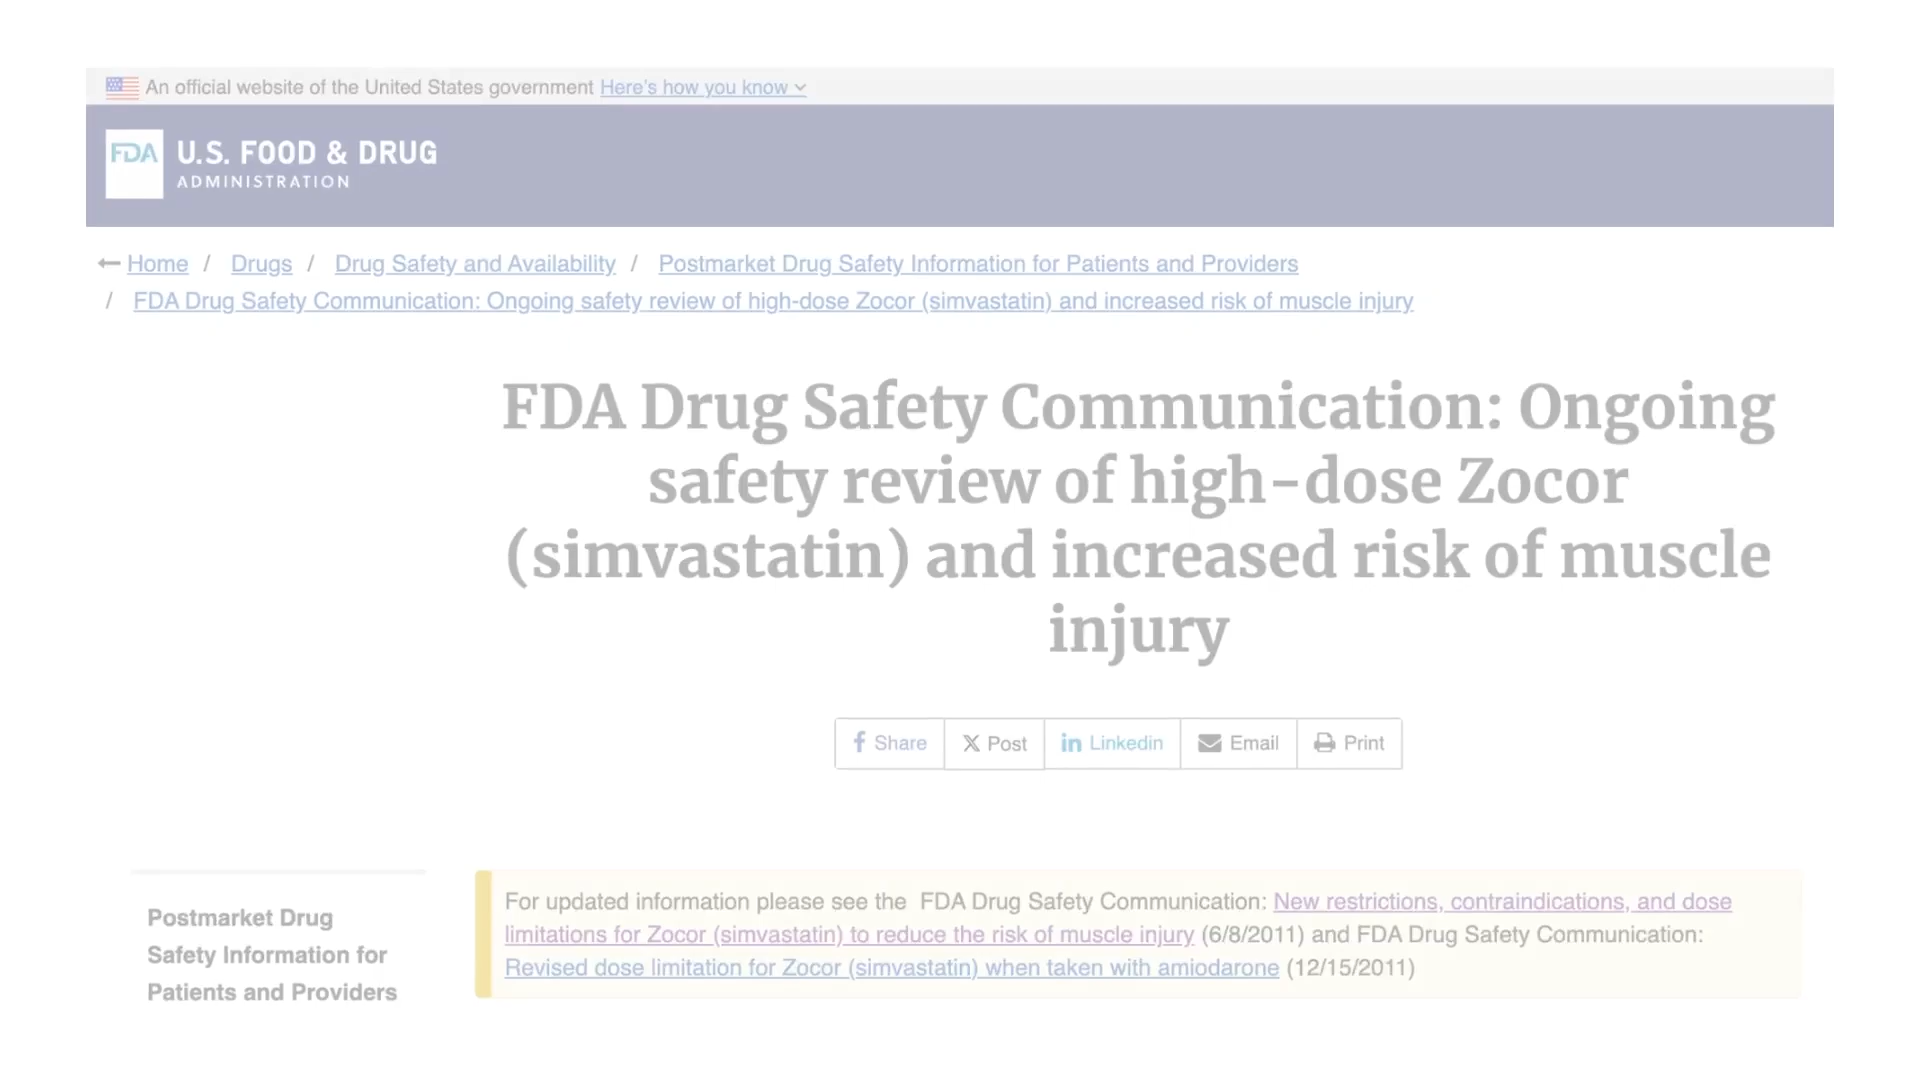 An official website of the United States government Here's how you know
FDA U.S. FOOD & DRUG
ADMINISTRATION
Home / Drugs / Drug Safety and Availability / Postmarket Drug Safety Information for Patients and Providers
/ FDA Drug Safety Communication: Ongoing safety review of high-dose Zocor (simvastatin) and increased risk of muscle injury
FDA Drug Safety Communication: Ongoing
safety review of high-dose Zocor
(simvastatin) and increased risk of muscle
injury
f Share X Post in Linkedin Email Print
Postmarket Drug
Safety Information for
Patients and Providers
For updated information please see the FDA Drug Safety Communication: New restrictions, contraindications, and dose
limitations for Zocor (simvastatin) to reduce the risk of muscle injury (6/8/2011) and FDA Drug Safety Communication:
Revised dose limitation for Zocor (simvastatin) when taken with amiodarone (12/15/2011)